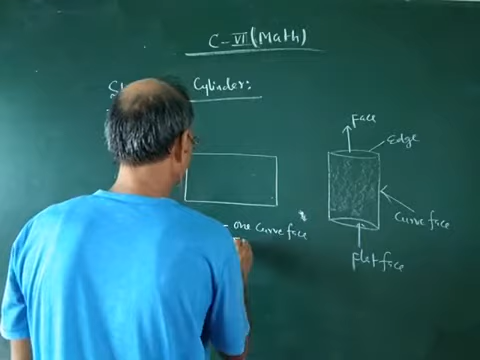 C-VI (Math)
Cylinder:
Face
Edge
Curve face
Flat face
- one Curve face